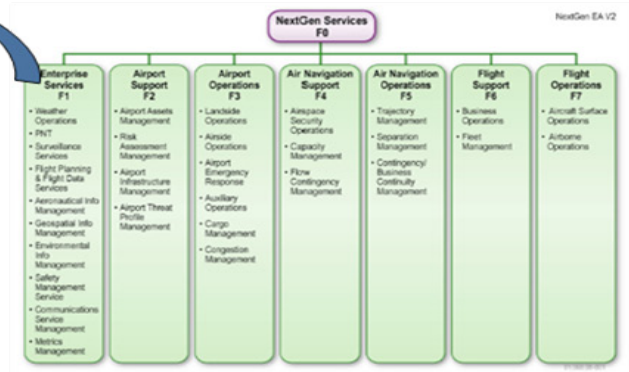 NextGen Services
F0
NextGen EA V2
Enterprise
Services
F1
• Weather
Operations
• PNT
• Surveillance
Services
• Flight Planning
& Flight Data
Services
• Aeronautical Info
Management
• Geospatial Info
Management
• Environmental
Info
Management
• Safety
Management
Service
• Communications
Service
Management
• Metrics
Management
Airport
Support
F2
• Airport Assets
Management
• Risk
Assessment
Management
• Airport
Infrastructure
Management
• Airport Threat
Profile
Management
Airport
Operations
F3
• Landside
Operations
• Airside
Operations
• Airport
Emergency
Response
• Auxiliary
Operations
• Cargo
Management
• Congestion
Management
Air Navigation
Support
F4
• Airspace
Security
Operations
• Capacity
Management
• Flow
Contingency
Management
Air Navigation
Operations
F5
• Trajectory
Management
• Separation
Management
• Contingency/
Business
Continuity
Management
Flight
Support
F6
• Business
Operations
• Fleet
Management
Flight
Operations
F7
• Aircraft Surface
Operations
• Airborne
Operations